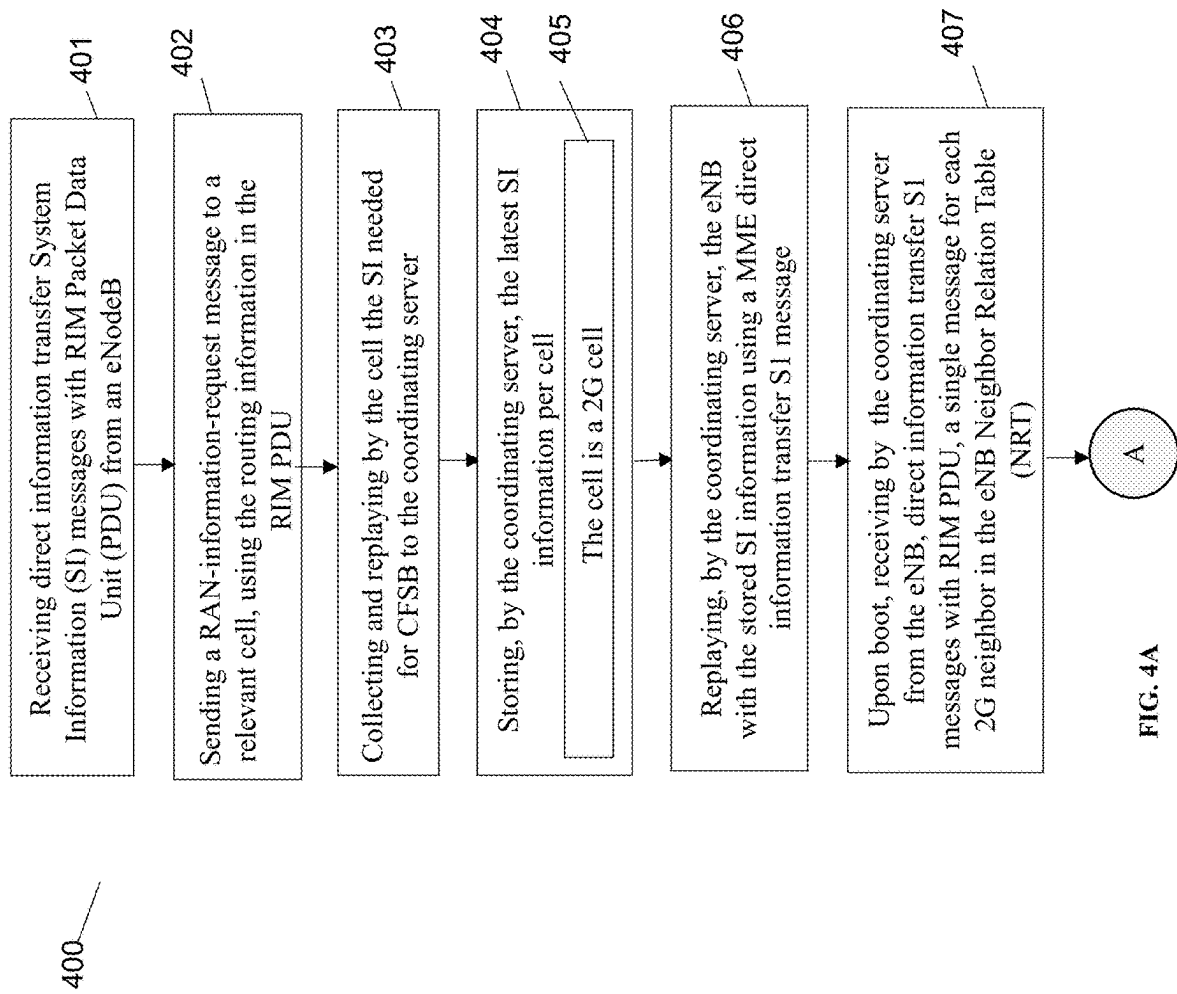 400
Receiving direct information transfer System
Information (SI) messages with RIM Packet Data
Unit (PDU) from an eNodeB
401
Sending a RAN-information-request message to a
relevant cell, using the routing information in the
RIM PDU
402
Collecting and replaying by the cell the SI needed
for CFSB to the coordinating server
403
Storing, by the coordinating server, the latest SI
information per cell
404
The cell is a 2G cell
405
Replaying, by the coordinating server, the eNB
with the stored SI information using a MME direct
information transfer S1 message
406
Upon boot, receiving by the coordinating server
from the eNB, direct information transfer S1
messages with RIM PDU, a single message for each
2G neighbor in the eNB Neighbor Relation Table
(NRT)
407
A
FIG. 4A